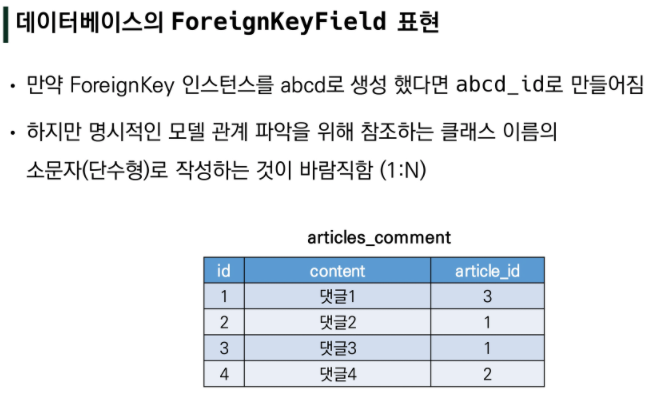 데이터베이스의 ForeignKeyField 표현
• 만약 ForeignKey 인스턴스를 abcd로 생성 했다면 abcd_id로 만들어짐
• 하지만 명시적인 모델 관계 파악을 위해 참조하는 클래스 이름의
소문자(단수형)로 작성하는 것이 바람직함 (1:N)
articles_comment
id content article_id
1 댓글1 3
2 댓글2 1
3 댓글3 1
4 댓글4 2